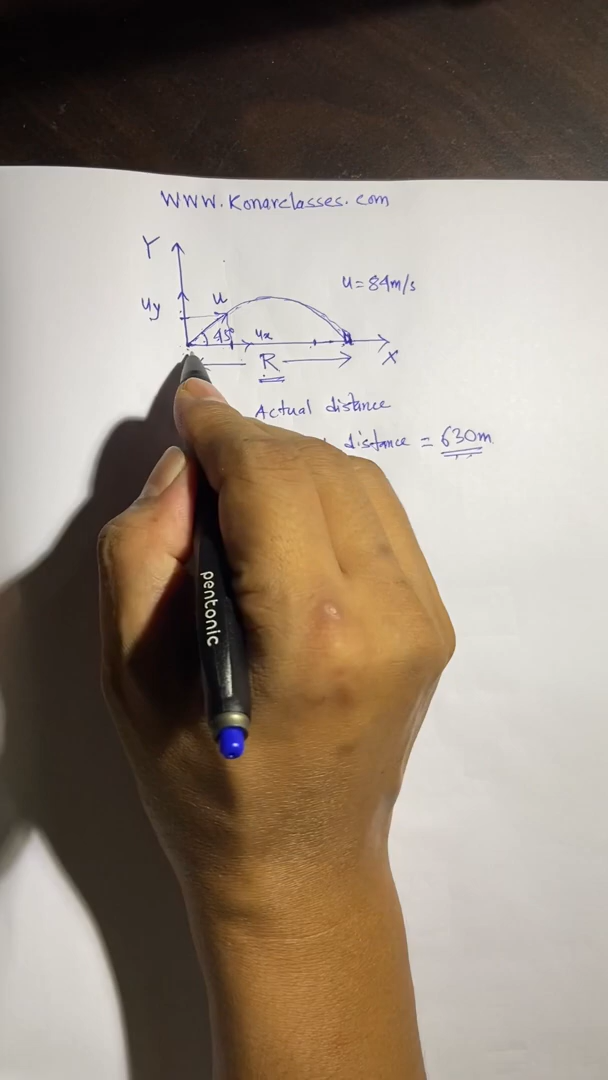 WWW.Konarclasses.com
Y
u = 84m/s
uy
u
45°
ux
R
X
Actual distance
distance = 630m
pentonic